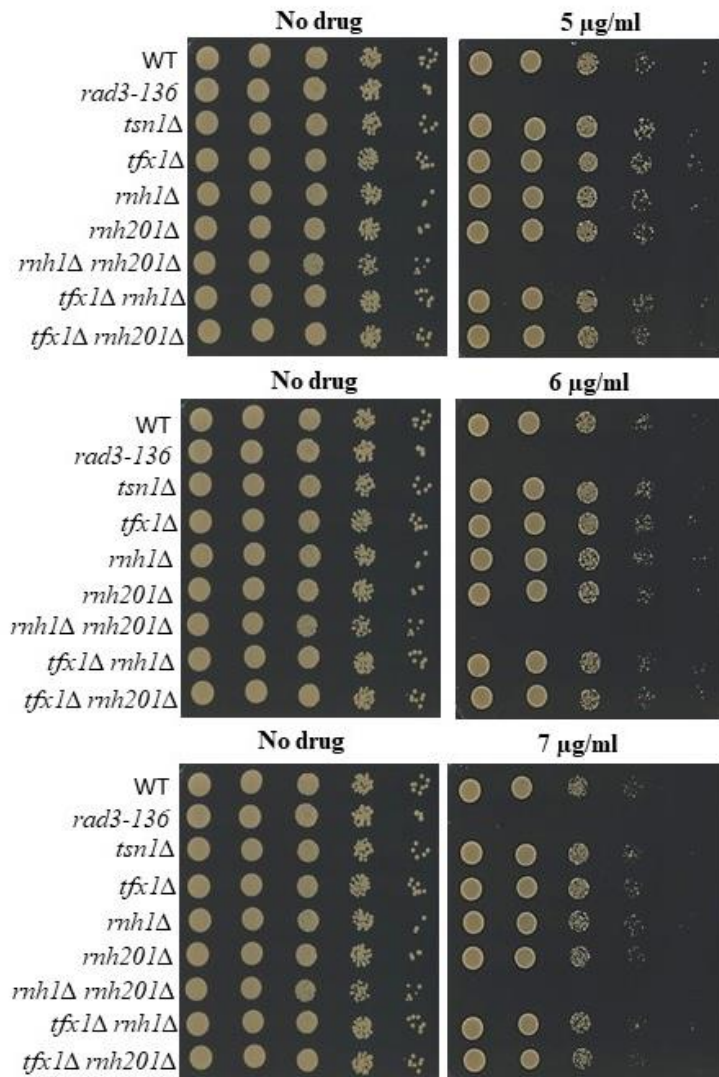 No drug 5 µg/ml
WT
rad3-136
tsn1Δ
tfx1Δ
rnh1Δ
rnh201Δ
rnh1Δ rnh201Δ
tfx1Δ rnh1Δ
tfx1Δ rnh201Δ
No drug 6 µg/ml
WT
rad3-136
tsn1Δ
tfx1Δ
rnh1Δ
rnh201Δ
rnh1Δ rnh201Δ
tfx1Δ rnh1Δ
tfx1Δ rnh201Δ
No drug 7 µg/ml
WT
rad3-136
tsn1Δ
tfx1Δ
rnh1Δ
rnh201Δ
rnh1Δ rnh201Δ
tfx1Δ rnh1Δ
tfx1Δ rnh201Δ